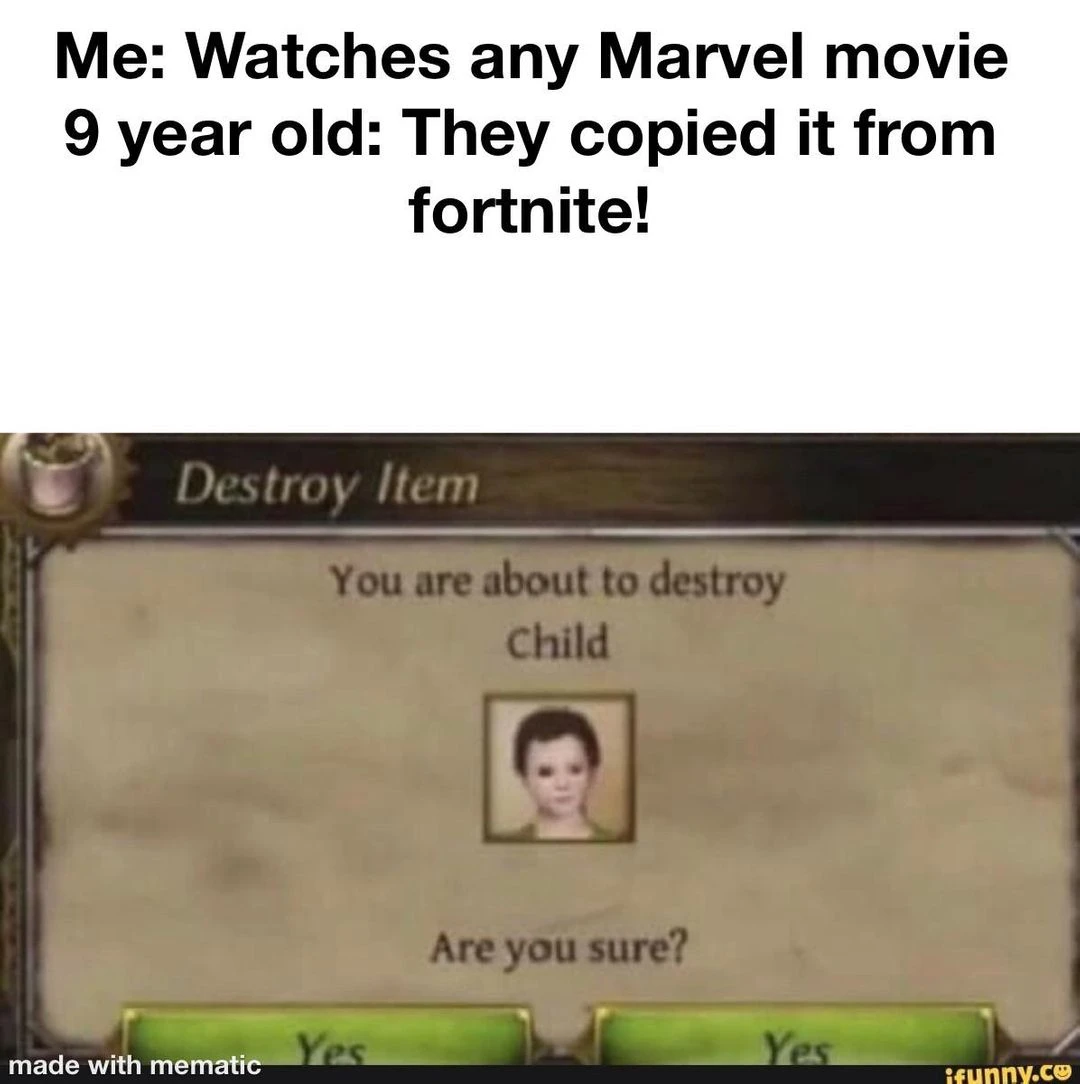 Me: Watches any Marvel movie
9 year old: They copied it from
fortnite!
Destroy Item
You are about to destroy
Child
Are you sure?
Yes Yes
made with mematic
ifunny.co